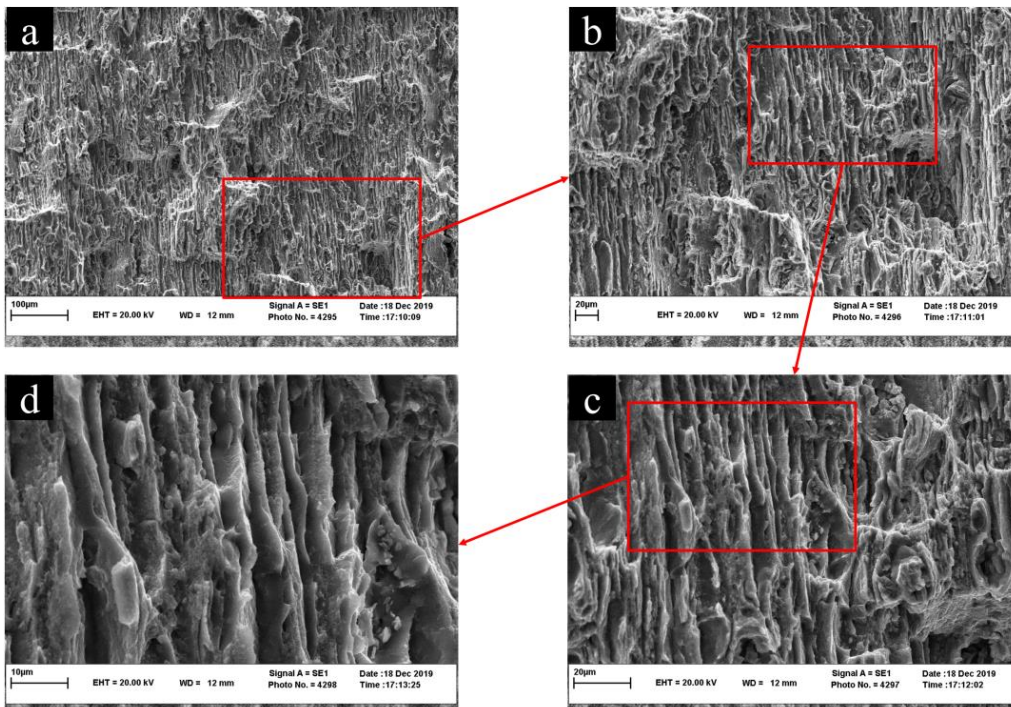 a
100µm
EHT = 20.00 kV
WD = 12 mm
Signal A = SE1
Photo No. = 4295
Date :18 Dec 2019
Time :17:10:09
b
20µm
EHT = 20.00 kV
WD = 12 mm
Signal A = SE1
Photo No. = 4296
Date :18 Dec 2019
Time :17:11:01
d
10µm
EHT = 20.00 kV
WD = 12 mm
Signal A = SE1
Photo No. = 4298
Date :18 Dec 2019
Time :17:13:25
c
20µm
EHT = 20.00 kV
WD = 12 mm
Signal A = SE1
Photo No. = 4297
Date :18 Dec 2019
Time :17:12:02